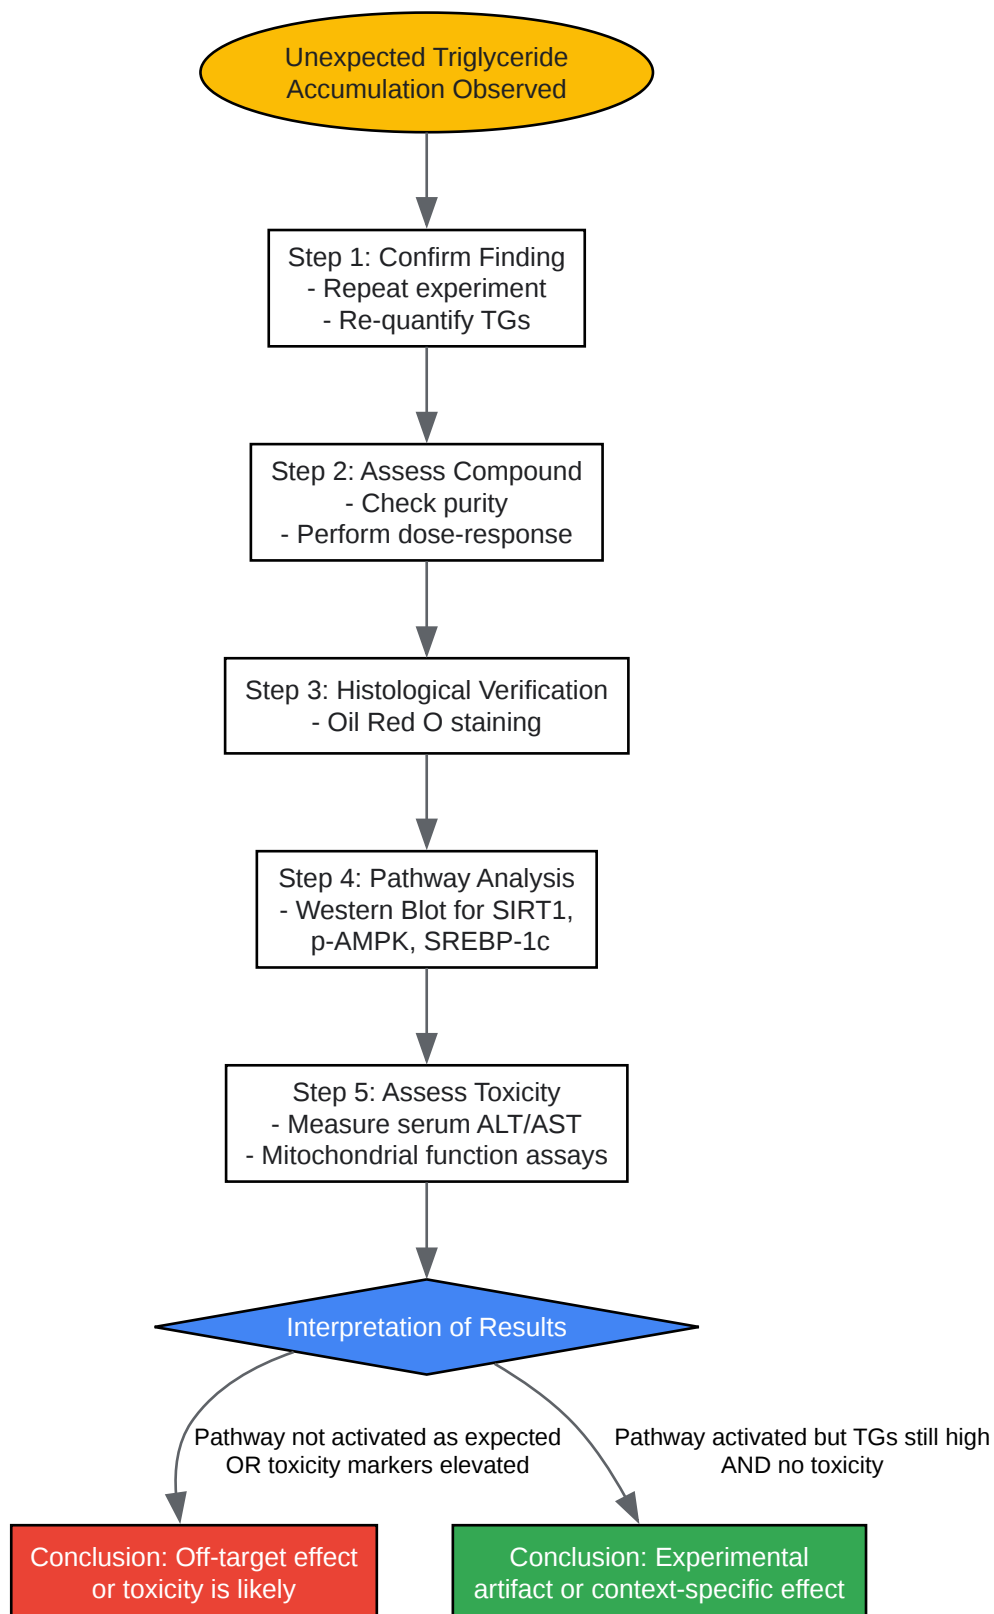 Unexpected Triglyceride
Accumulation Observed
Step 1: Confirm Finding
- Repeat experiment
- Re-quantify TGs
Step 2: Assess Compound
- Check purity
- Perform dose-response
Step 3: Histological Verification
- Oil Red O staining
Step 4: Pathway Analysis
- Western Blot for SIRT1,
p-AMPK, SREBP-1c
Step 5: Assess Toxicity
- Measure serum ALT/AST
- Mitochondrial function assays
Interpretation of Results
Pathway not activated as expected
OR toxicity markers elevated
Pathway activated but TGs still high
AND no toxicity
Conclusion: Off-target effect
or toxicity is likely
Conclusion: Experimental
artifact or context-specific effect